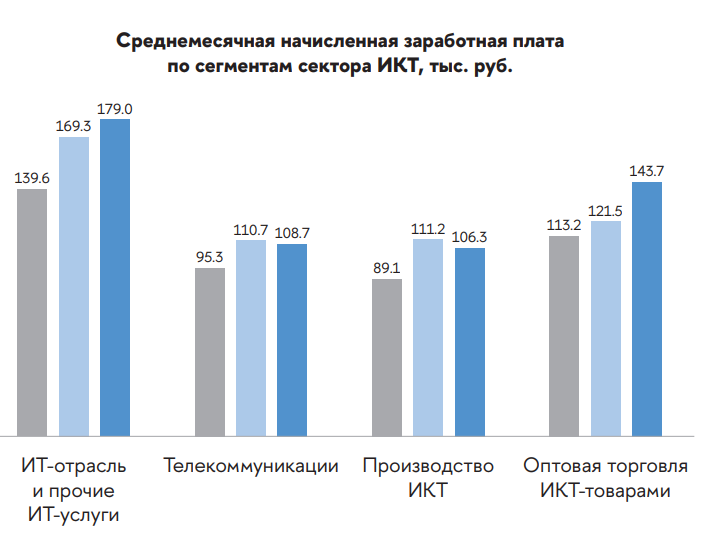 Среднемесячная начисленная заработная плата
по сегментам сектора ИКТ, тыс. руб.
139.6
169.3
179.0
95.3
110.7
108.7
89.1
111.2
106.3
113.2
121.5
143.7
ИТ-отрасль
и прочие
ИТ-услуги
Телекоммуникации
Производство
ИКТ
Оптовая торговля
ИКТ-товарами